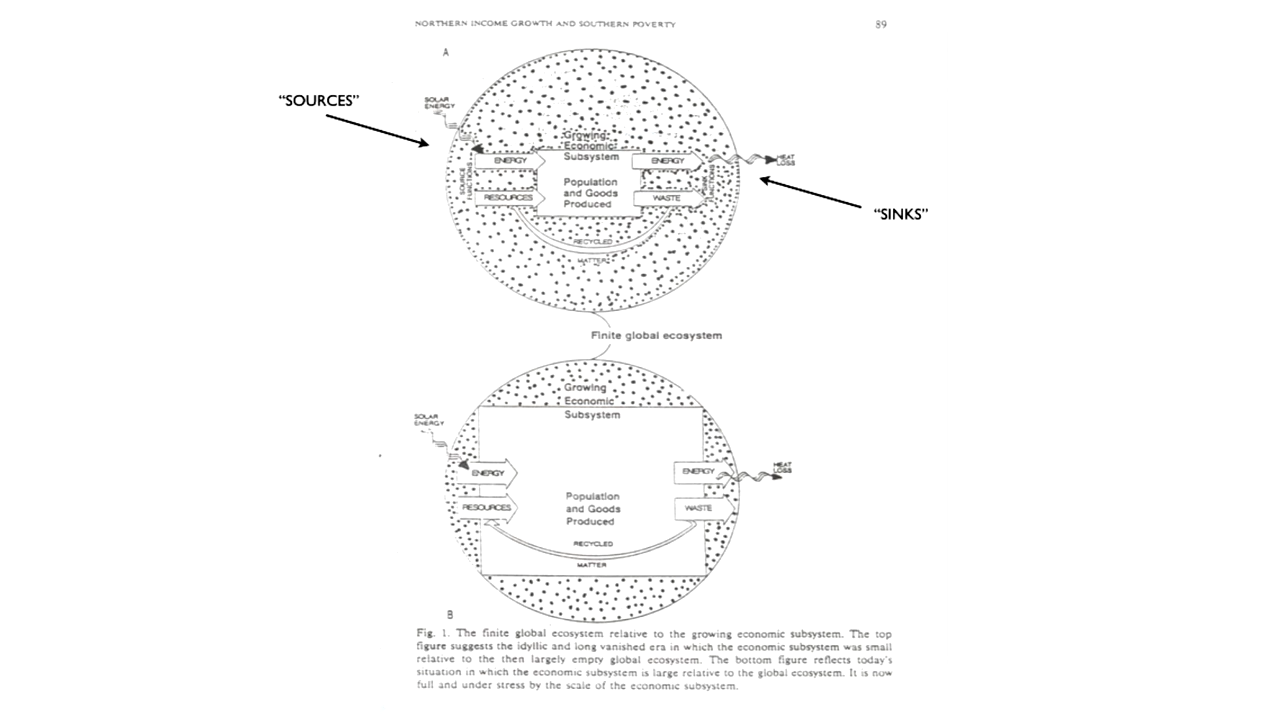 NORTHERN INCOME GROWTH AND SOUTHERN POVERTY 89
A
"SOURCES"
SOLAR
ENERGY
Growing
Economic
Subsystem
ENERGY
ENERGY
HEAT
LOSS
SOURCE
FUNCTIONS
SINK
FUNCTIONS
Population
and Goods
Produced
RESOURCES
WASTE
"SINKS"
RECYCLED
MATTER
Finite global ecosystem
Growing
Economic
Subsystem
SOLAR
ENERGY
ENERGY
ENERGY
HEAT
LOSS
Population
and Goods
Produced
RESOURCES
WASTE
RECYCLED
MATTER
B
Fig. 1. The finite global ecosystem relative to the growing economic subsystem. The top
figure suggests the idyllic and long vanished era in which the economic subsystem was small
relative to the then largely empty global ecosystem. The bottom figure reflects today's
situation in which the economic subsystem is large relative to the global ecosystem. It is now
full and under stress by the scale of the economic subsystem.